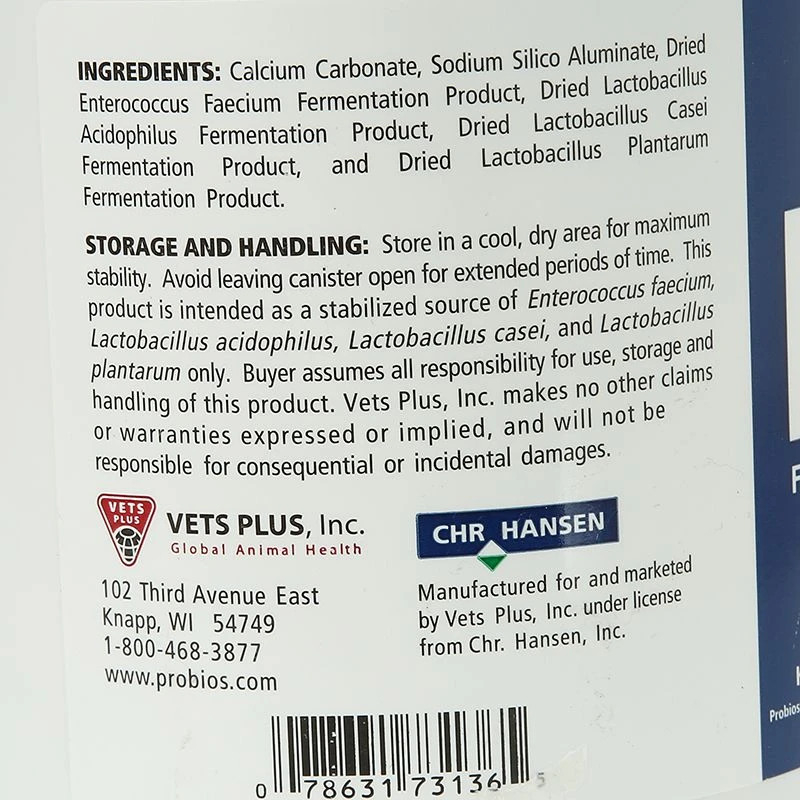 INGREDIENTS: Calcium Carbonate, Sodium Silico Aluminate, Dried
Enterococcus Faecium Fermentation Product, Dried Lactobacillus
Acidophilus Fermentation Product, Dried Lactobacillus Casei
Fermentation Product, and Dried Lactobacillus Plantarum
Fermentation Product.
STORAGE AND HANDLING: Store in a cool, dry area for maximum
stability. Avoid leaving canister open for extended periods of time. This
product is intended as a stabilized source of Enterococcus faecium,
Lactobacillus acidophilus, Lactobacillus casei, and Lactobacillus
plantarum only. Buyer assumes all responsibility for use, storage and
handling of this product. Vets Plus, Inc. makes no other claims
or warranties expressed or implied, and will not be
responsible for consequential or incidental damages.
VETS
PLUS
VETS PLUS, Inc.
Global Animal Health
102 Third Avenue East
Knapp, WI 54749
1-800-468-3877
www.probios.com
CHR HANSEN
Manufactured for and marketed
by Vets Plus, Inc. under license
from Chr. Hansen, Inc.
0 78631 73136 5
Probios